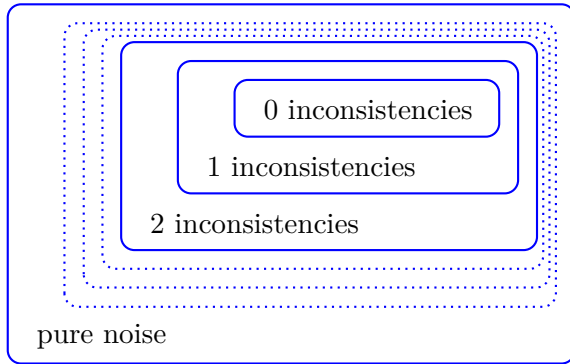 0 inconsistencies
1 inconsistencies
2 inconsistencies
pure noise